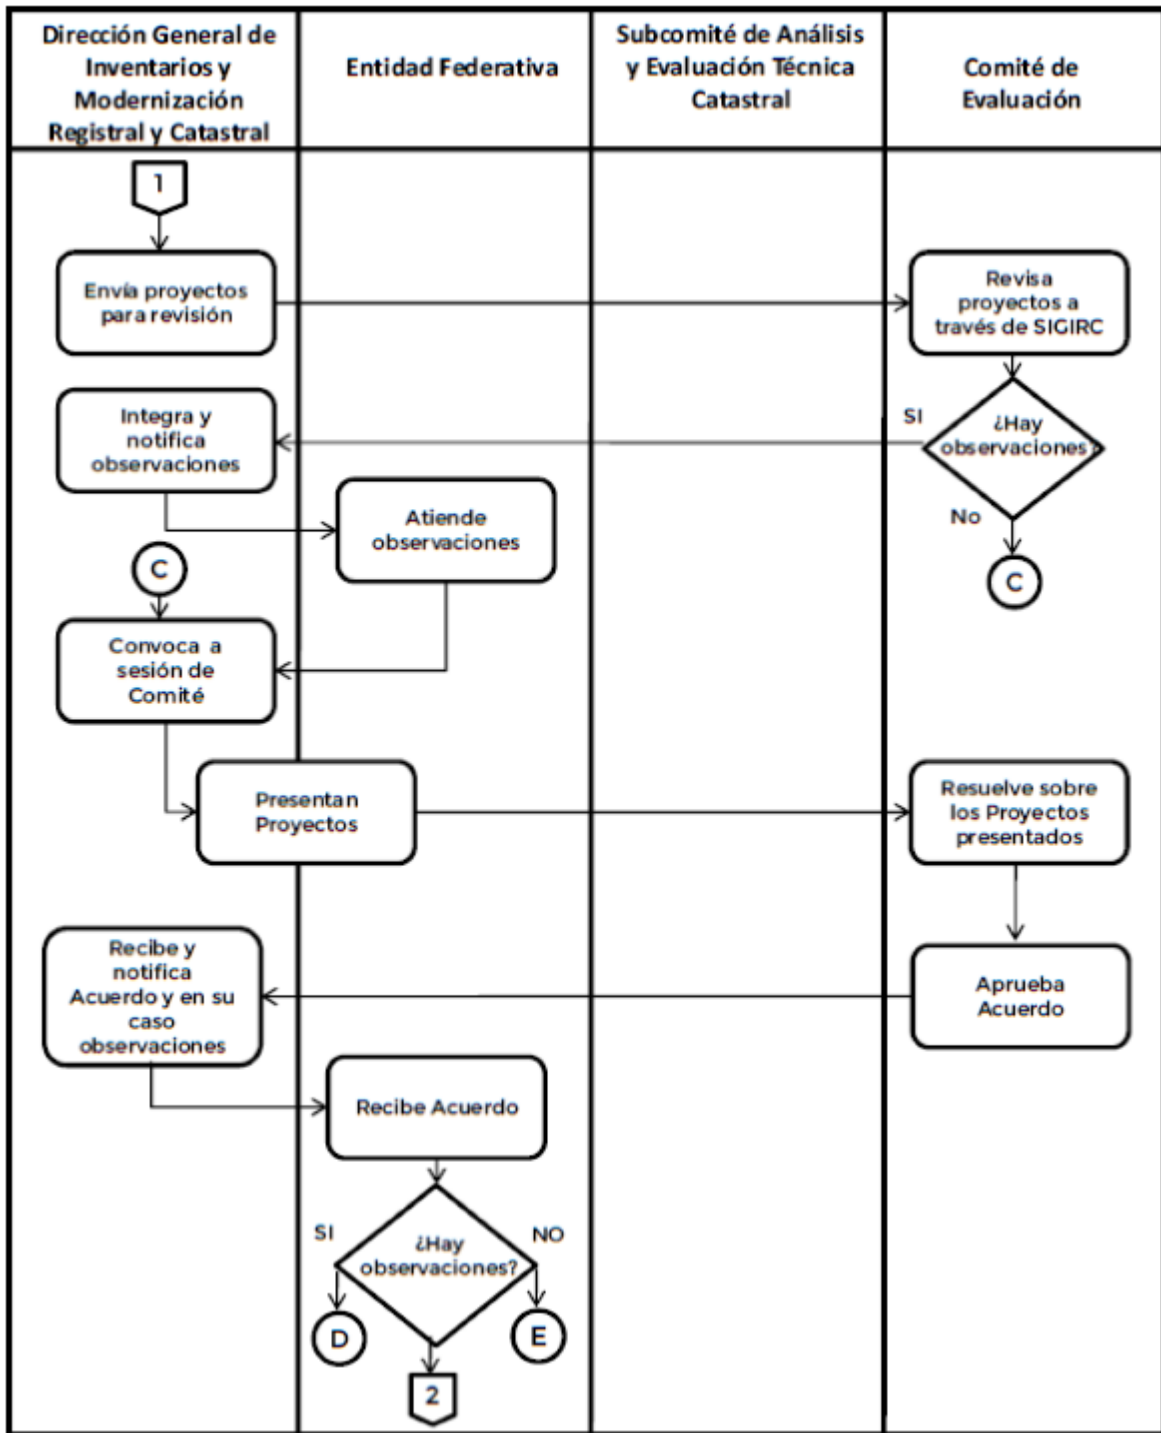 Dirección General de
Inventarios y
Modernización
Registral y Catastral
Entidad Federativa
Subcomité de Análisis
y Evaluación Técnica
Catastral
Comité de
Evaluación
1
Envía proyectos
para revisión
Revisa
proyectos a
través de SIGIRC
Integra y
notifica
observaciones
SI
¿Hay
observaciones?
No
C
Atiende
observaciones
C
Convoca a
sesión de
Comité
Presentan
Proyectos
Resuelve sobre
los Proyectos
presentados
Recibe y
notifica
Acuerdo y en su
caso
observaciones
Aprueba
Acuerdo
Recibe Acuerdo
SI
¿Hay
observaciones?
NO
D
E
2